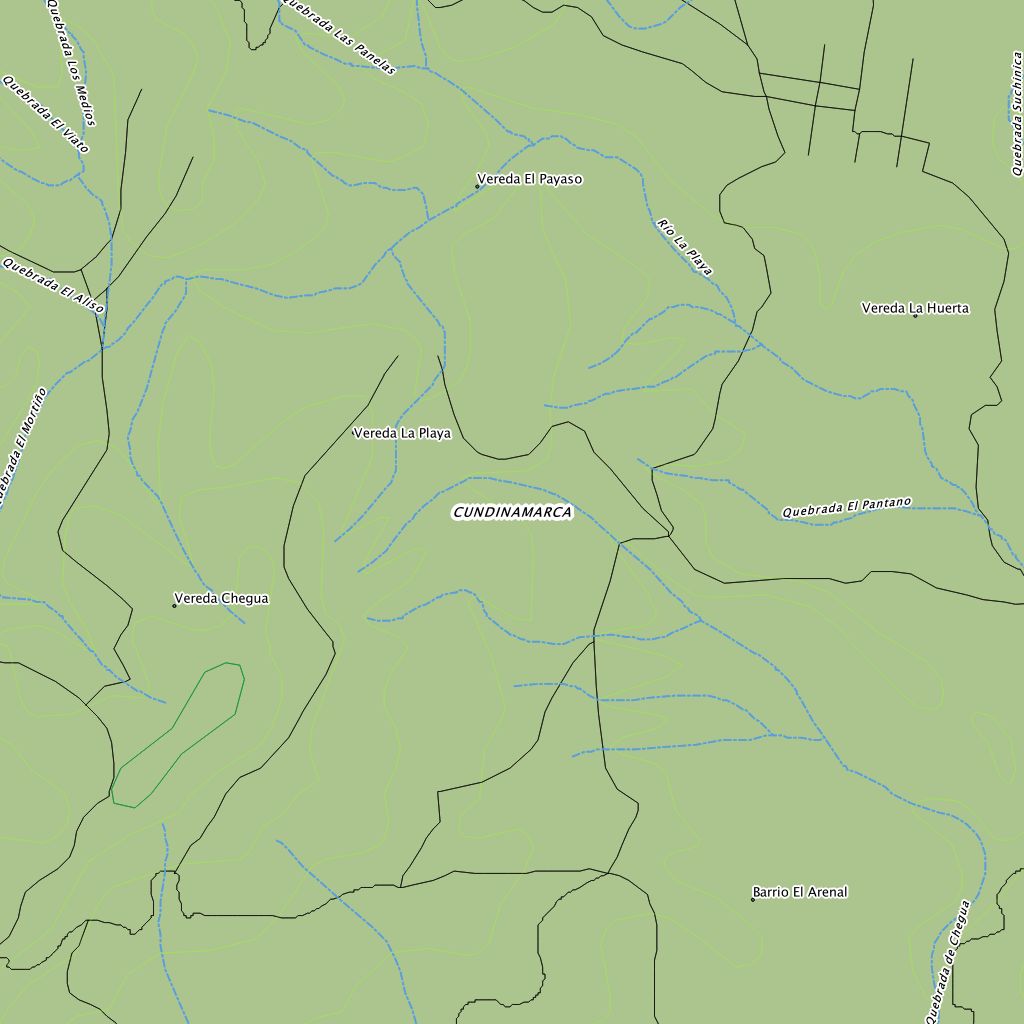 Quebrada Las Panelas
Quebrada Los Medios
Quebrada El Viato
Quebrada Suchinica
Vereda El Payaso
Río La Playa
Quebrada El Aliso
Vereda La Huerta
Quebrada El Mortiño
Vereda La Playa
CUNDINAMARCA
Quebrada El Pantano
Vereda Chegua
Barrio El Arenal
Quebrada de Chegua